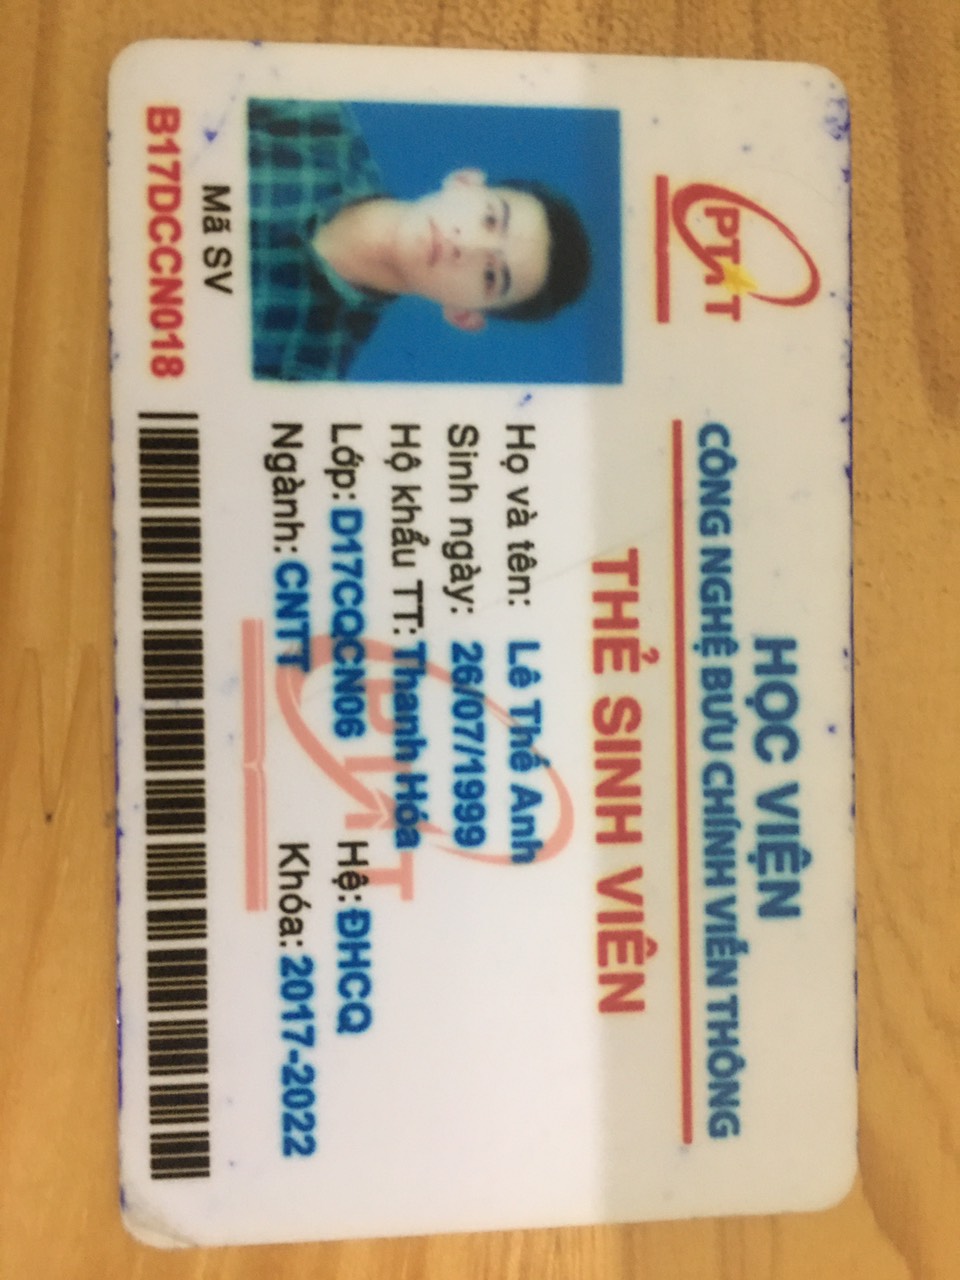 PTIT
HỌC VIỆN
CÔNG NGHỆ BƯU CHÍNH VIỄN THÔNG
THẺ SINH VIÊN
Họ và tên: Lê Thế Anh
Sinh ngày: 26/07/1999
Hộ khẩu TT: Thanh Hóa
Lớp: D17CQCN06 Hệ: ĐHCQ
Ngành: CNTT Khóa: 2017-2022
Mã SV
B17DCCN018